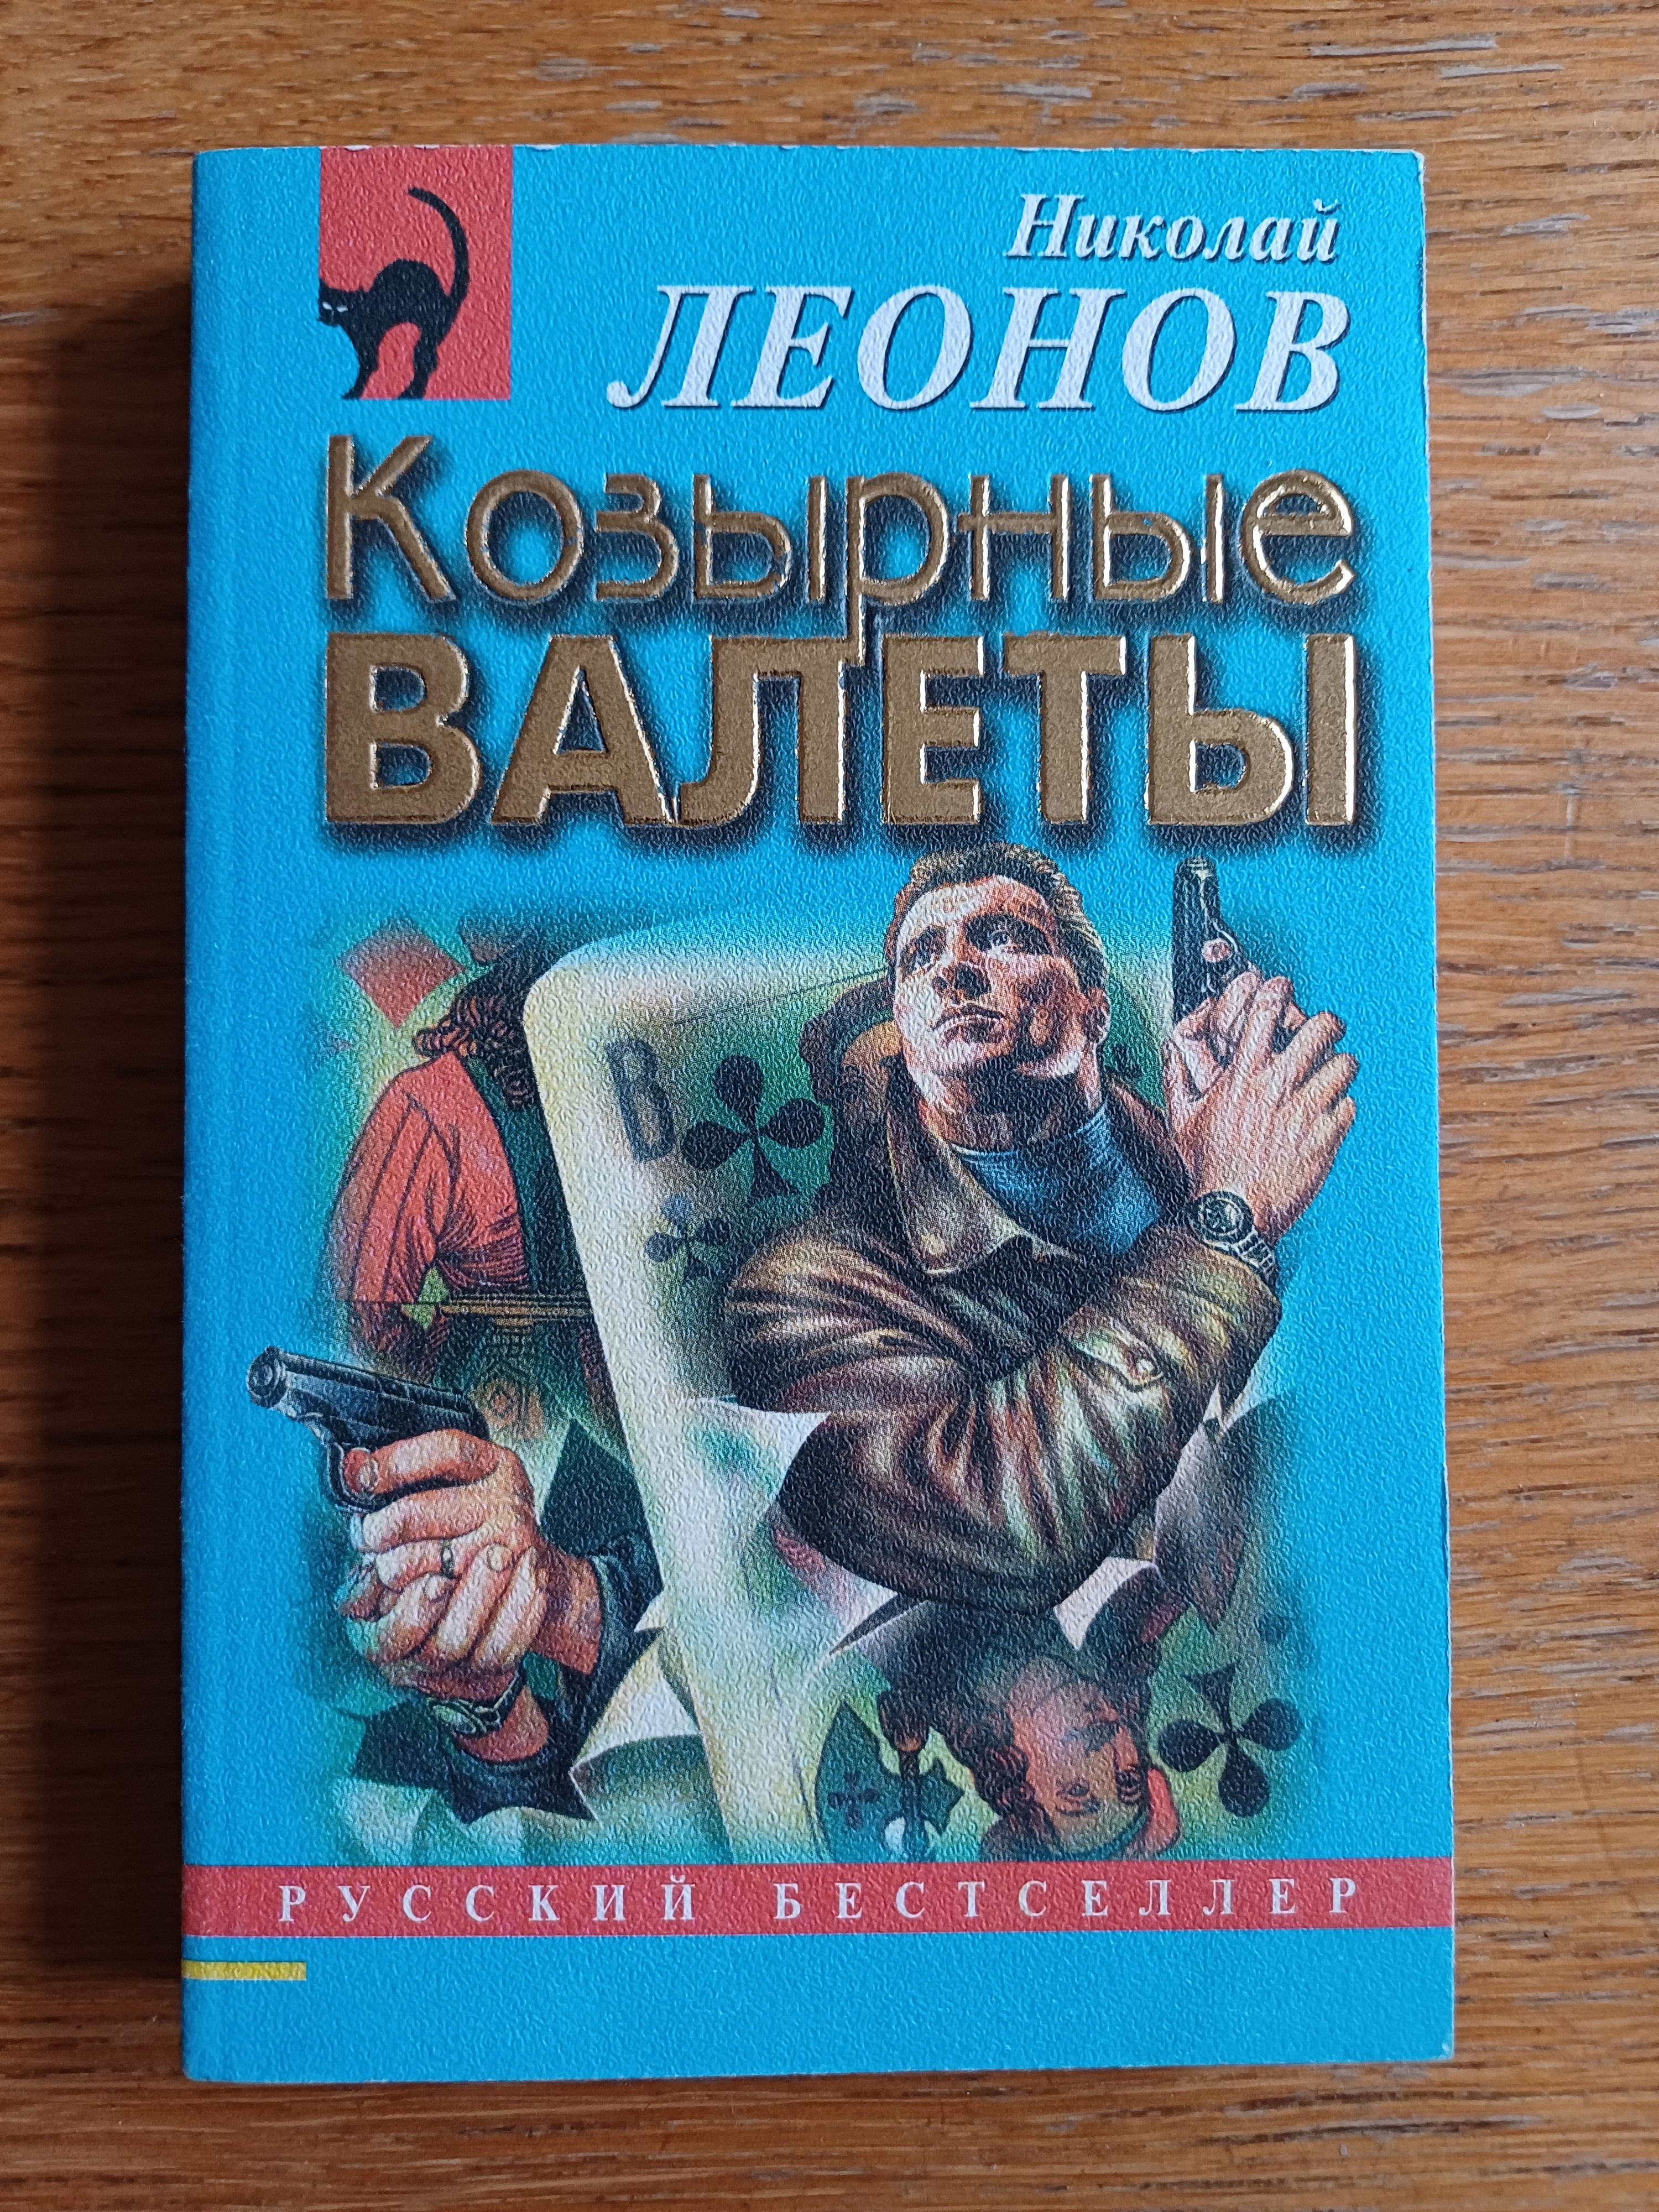 Николай
ЛЕОНОВ
Козырные
ВАЛЕТЫ
В
РУССКИЙ БЕСТСЕЛЛЕР